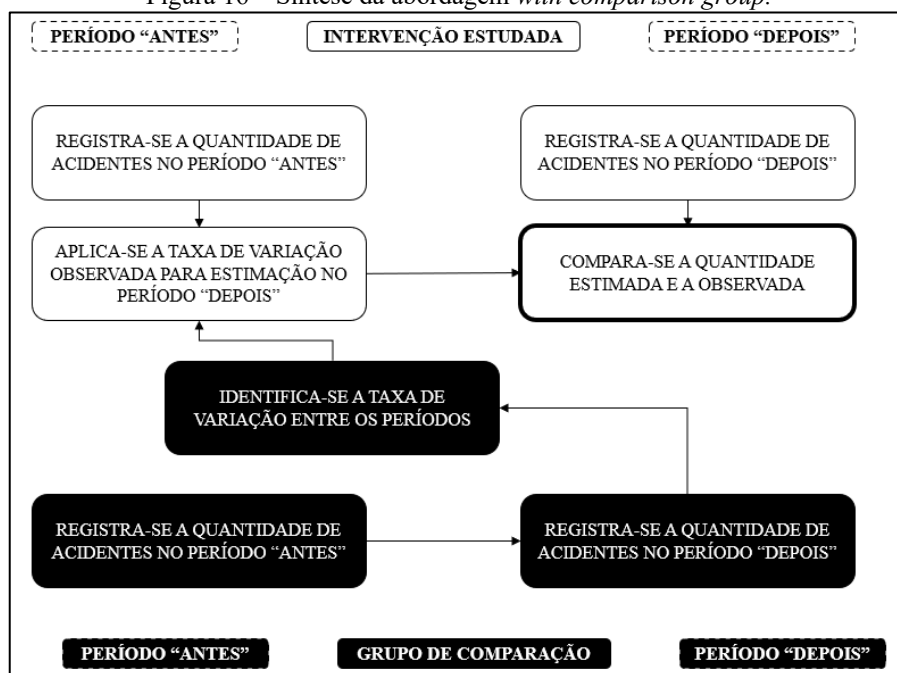 Figura 16 – Síntese da abordagem with comparison group.
PERÍODO “ANTES”
INTERVENÇÃO ESTUDADA
PERÍODO “DEPOIS”
REGISTRA-SE A QUANTIDADE DE
ACIDENTES NO PERÍODO “ANTES”
REGISTRA-SE A QUANTIDADE DE
ACIDENTES NO PERÍODO “DEPOIS”
APLICA-SE A TAXA DE VARIAÇÃO
OBSERVADA PARA ESTIMAÇÃO NO
PERÍODO “DEPOIS”
COMPARA-SE A QUANTIDADE
ESTIMADA E A OBSERVADA
IDENTIFICA-SE A TAXA DE
VARIAÇÃO ENTRE OS PERÍODOS
REGISTRA-SE A QUANTIDADE DE
ACIDENTES NO PERÍODO “ANTES”
REGISTRA-SE A QUANTIDADE DE
ACIDENTES NO PERÍODO “DEPOIS”
PERÍODO “ANTES”
GRUPO DE COMPARAÇÃO
PERÍODO “DEPOIS”